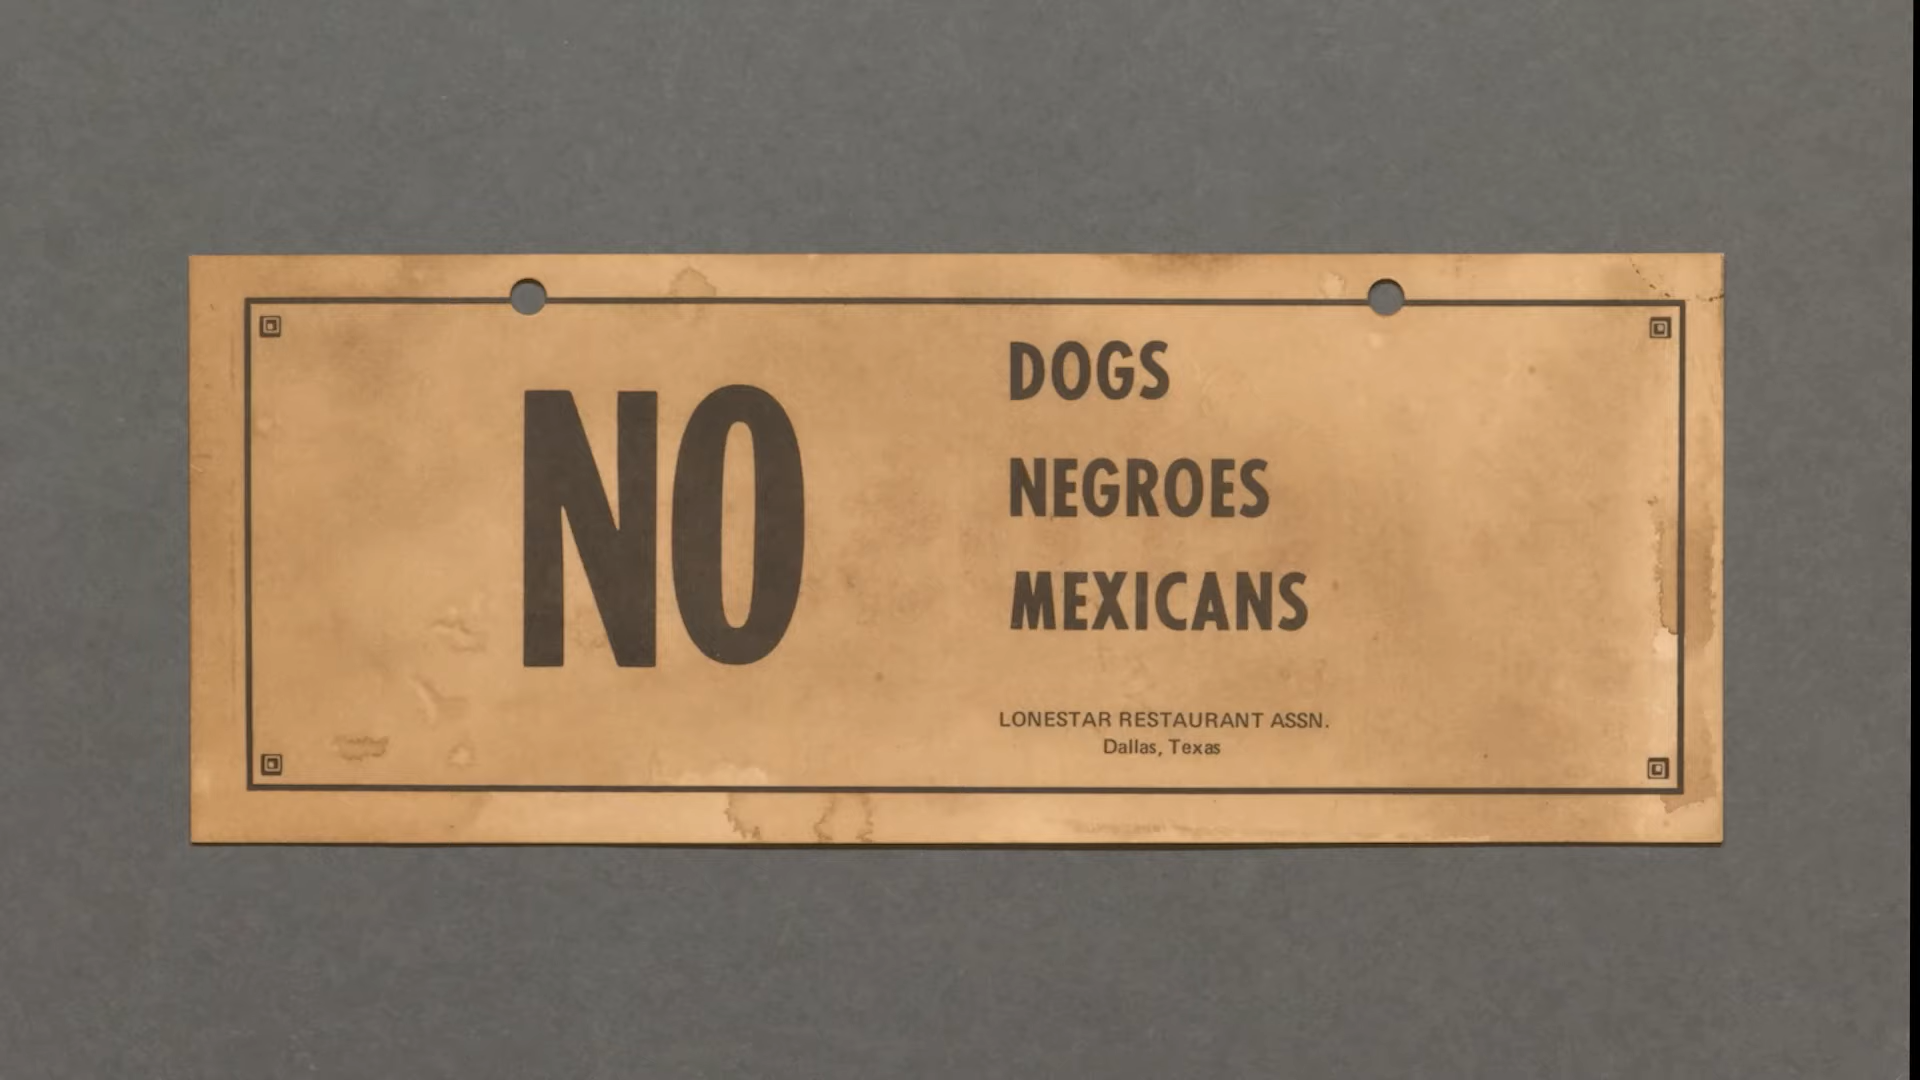 NO
DOGS
NEGROES
MEXICANS
LONESTAR RESTAURANT ASSN.
Dallas, Texas